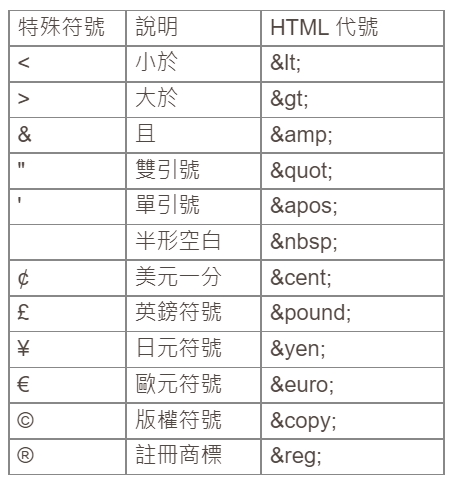 特殊符號 說明 HTML 代號
< 小於 &lt;
> 大於 &gt;
& 且 &amp;
" 雙引號 &quot;
' 單引號 &apos;
半形空白 &nbsp;
¢ 美元一分 &cent;
£ 英鎊符號 &pound;
¥ 日元符號 &yen;
€ 歐元符號 &euro;
© 版權符號 &copy;
® 註冊商標 &reg;